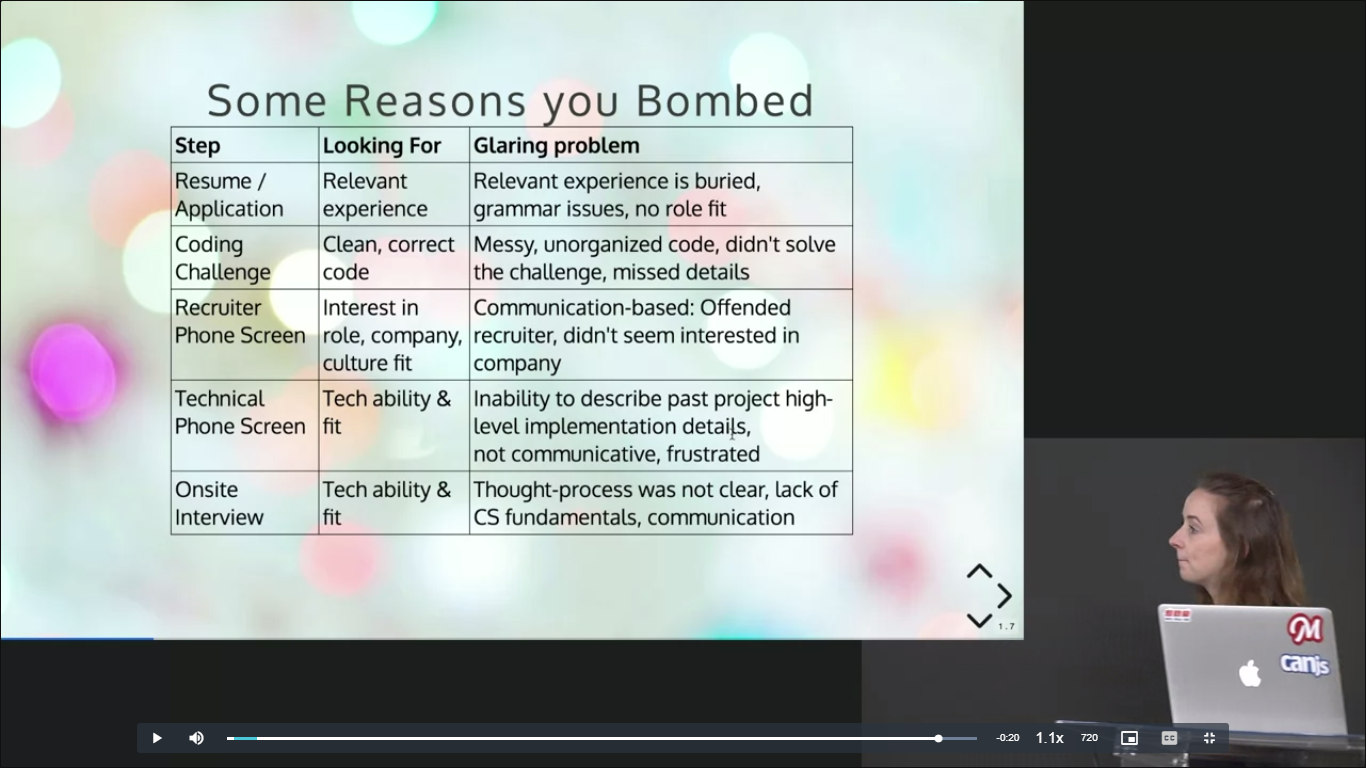 Some Reasons you Bombed
Step
Looking For
Glaring problem
Resume /
Application
Relevant
experience
Relevant experience is buried,
grammar issues, no role fit
Coding
Challenge
Clean, correct
code
Messy, unorganized code, didn't solve
the challenge, missed details
Recruiter
Phone Screen
Interest in
role, company,
culture fit
Communication-based: Offended
recruiter, didn't seem interested in
company
Technical
Phone Screen
Tech ability &
fit
Inability to describe past project high-
level implementation details,
not communicative, frustrated
Onsite
Interview
Tech ability &
fit
Thought-process was not clear, lack of
CS fundamentals, communication
1.7
M
canjs
-0:20
1.1x
720
CC